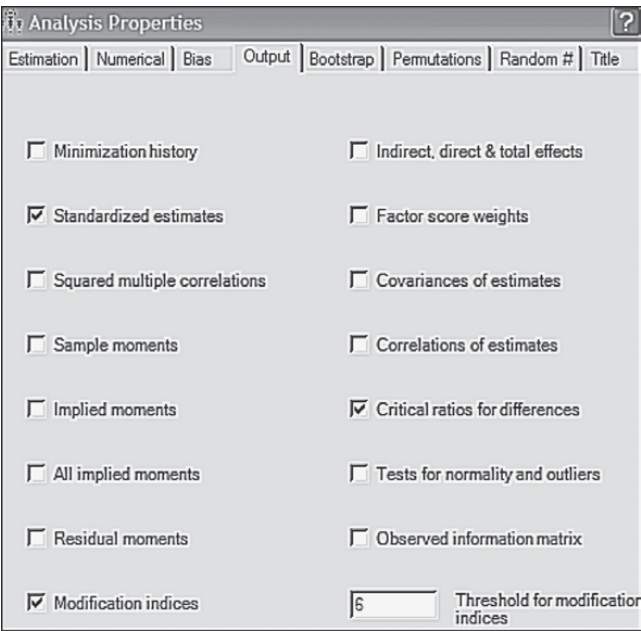 Analysis Properties ?
Estimation Numerical Bias Output Bootstrap Permutations Random # Title
Minimization history
Indirect, direct & total effects
Standardized estimates
Factor score weights
Squared multiple correlations
Covariances of estimates
Sample moments
Correlations of estimates
Implied moments
Critical ratios for differences
All implied moments
Tests for normality and outliers
Residual moments
Observed information matrix
Modification indices
6
Threshold for modification
indices